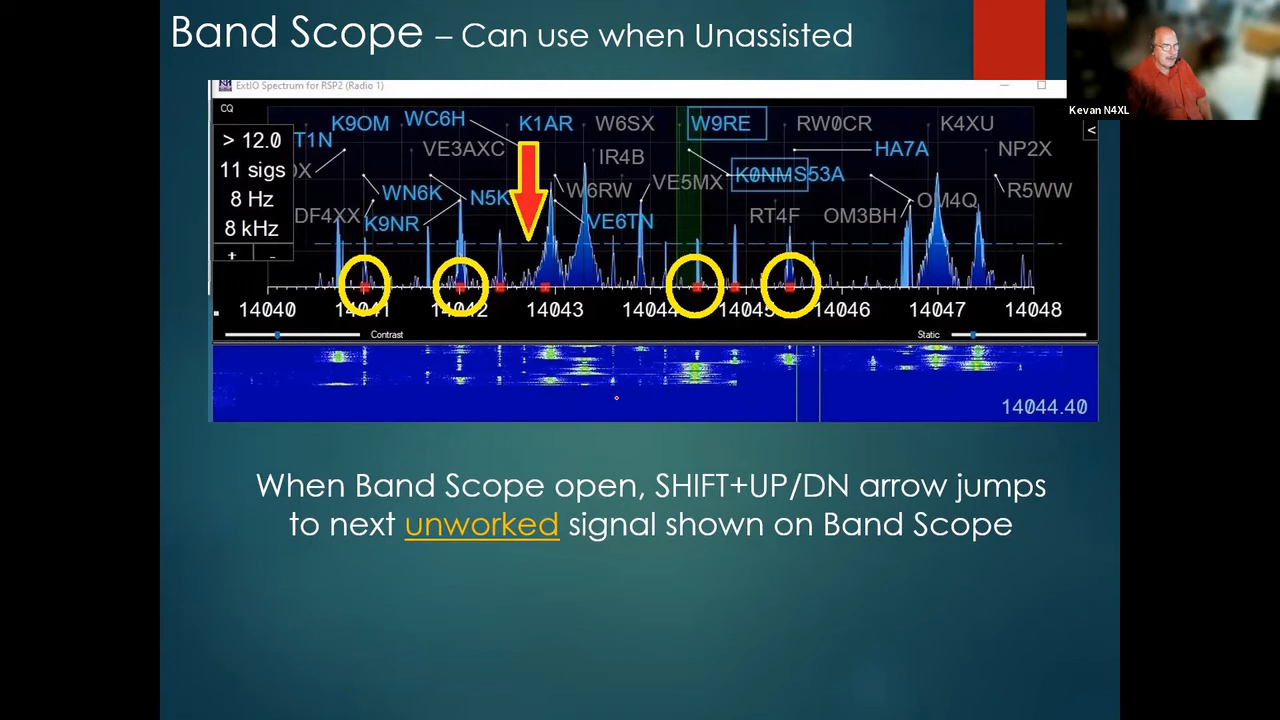 Band Scope – Can use when Unassisted
Kevan N4XL
ExtIO Spectrum for RSP2 (Radio 1)
CQ
<
> 12.0
11 sigs
8 Hz
8 kHz
+ -
K9OM WC6H K1AR W6SX W9RE RW0CR K4XU
T1N VE3AXC IR4B HA7A NP2X
K0NM S53A
WN6K N5K W6RW VE5MX R5WW
DF4XX K9NR VE6TN RT4F OM3BH OM4Q
14040 14041 14042 14043 14044 14045 14046 14047 14048
Contrast Static
14044.40
When Band Scope open, SHIFT+UP/DN arrow jumps
to next unworked signal shown on Band Scope